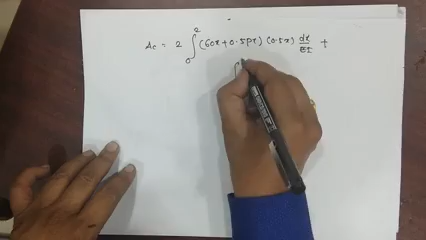 Δc = 2 ∫₀² (60x + 0.5Px) (0.5x) dx/EI +